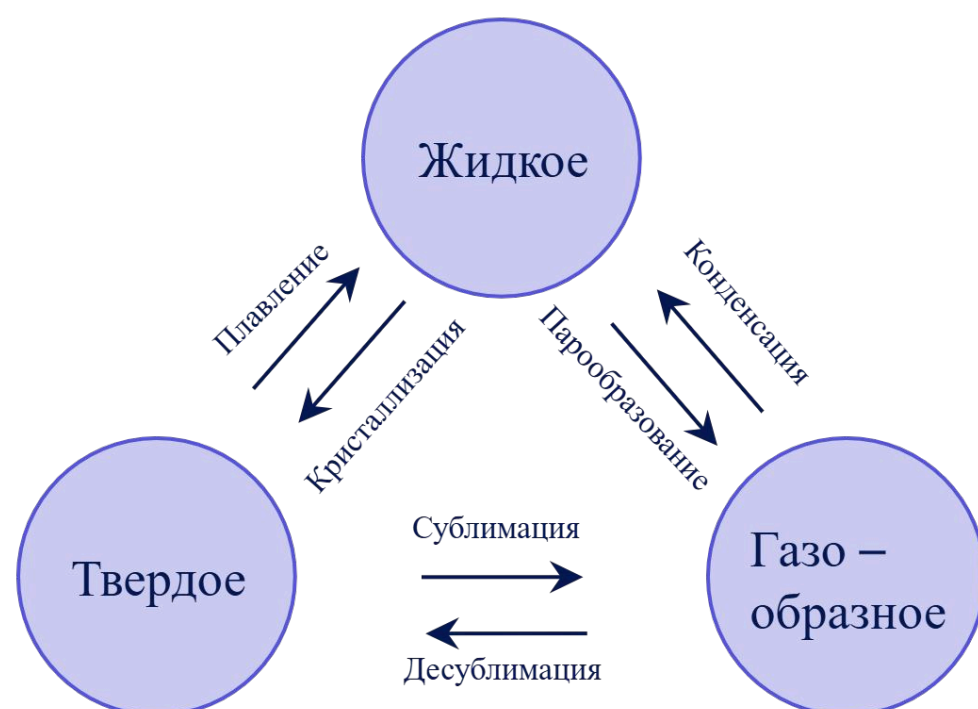 Жидкое
Плавление
Кристаллизация
Парообразование
Конденсация
Твердое
Сублимация
Десублимация
Газо –
образное